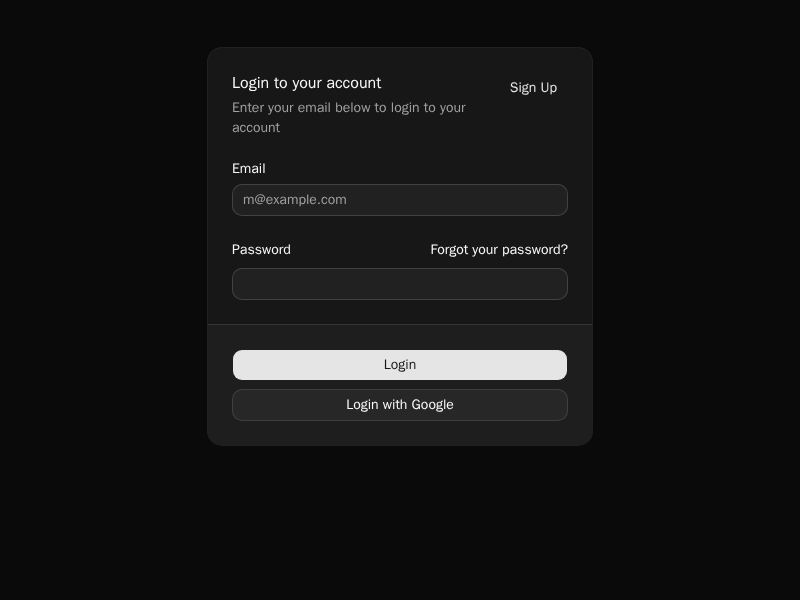 Login to your account
Sign Up
Enter your email below to login to your
account
Email
m@example.com
Password
Forgot your password?
Login
Login with Google